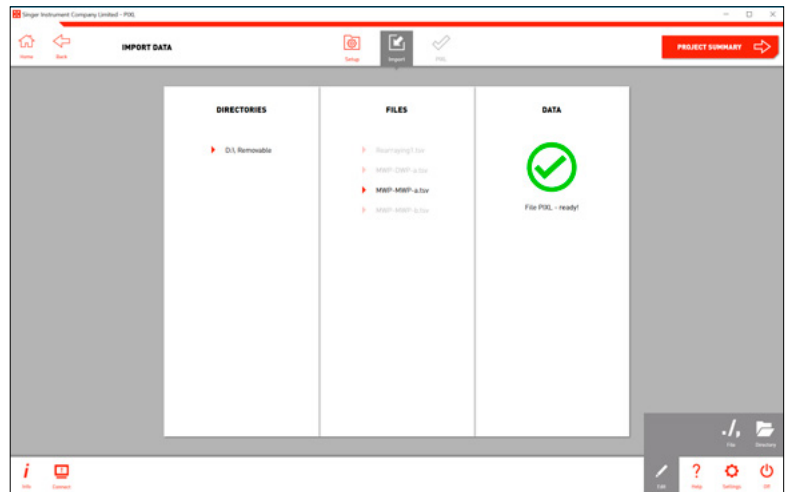 Singer Instrument Company Limited - PIXL
Home
Back
IMPORT DATA
Setup
Import
PIXL
PROJECT SUMMARY
DIRECTORIES
D:\ Removable
FILES
Rearraying1.tsv
MWP-OWP-a.tsv
MWP-MWP-a.tsv
MWP-MWP-b.tsv
DATA
File PIXL - ready!
./,
File
Directory
Info
Connect
Edit
Help
Settings
Off